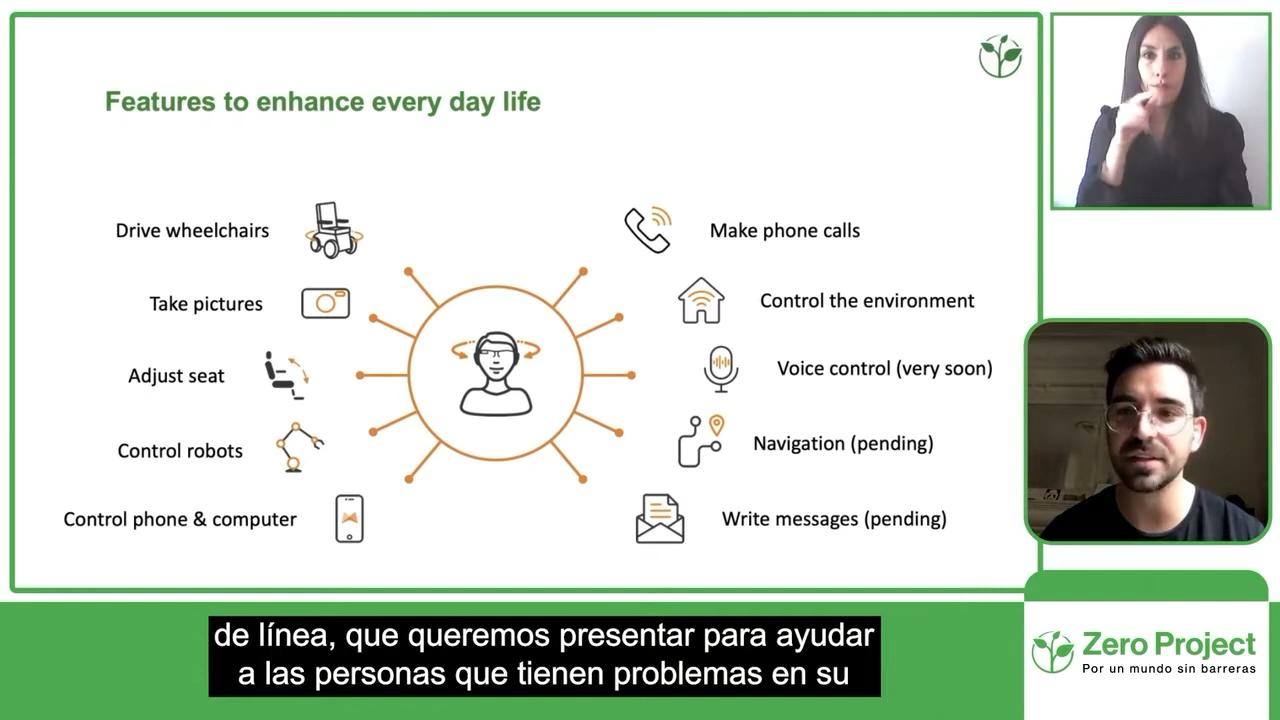 Features to enhance every day life
Drive wheelchairs
Take pictures
Adjust seat
Control robots
Control phone & computer
Make phone calls
Control the environment
Voice control (very soon)
Navigation (pending)
Write messages (pending)
de línea, que queremos presentar para ayudar
a las personas que tienen problemas en su
Zero Project
Por un mundo sin barreras